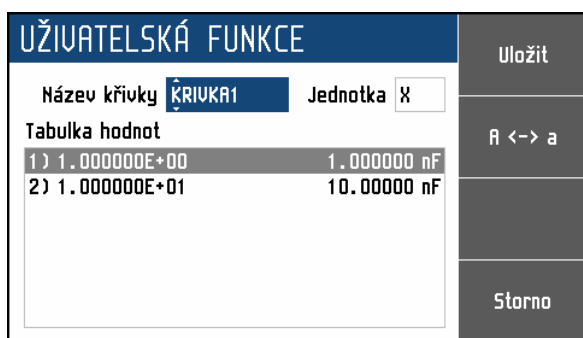 UŽIVATELSKÁ FUNKCE
Název křivky KRIVKA1 Jednotka X
Tabulka hodnot
1) 1.000000E+00 1.000000 nF
2) 1.000000E+01 10.00000 nF
Uložit
A <-> a
Storno